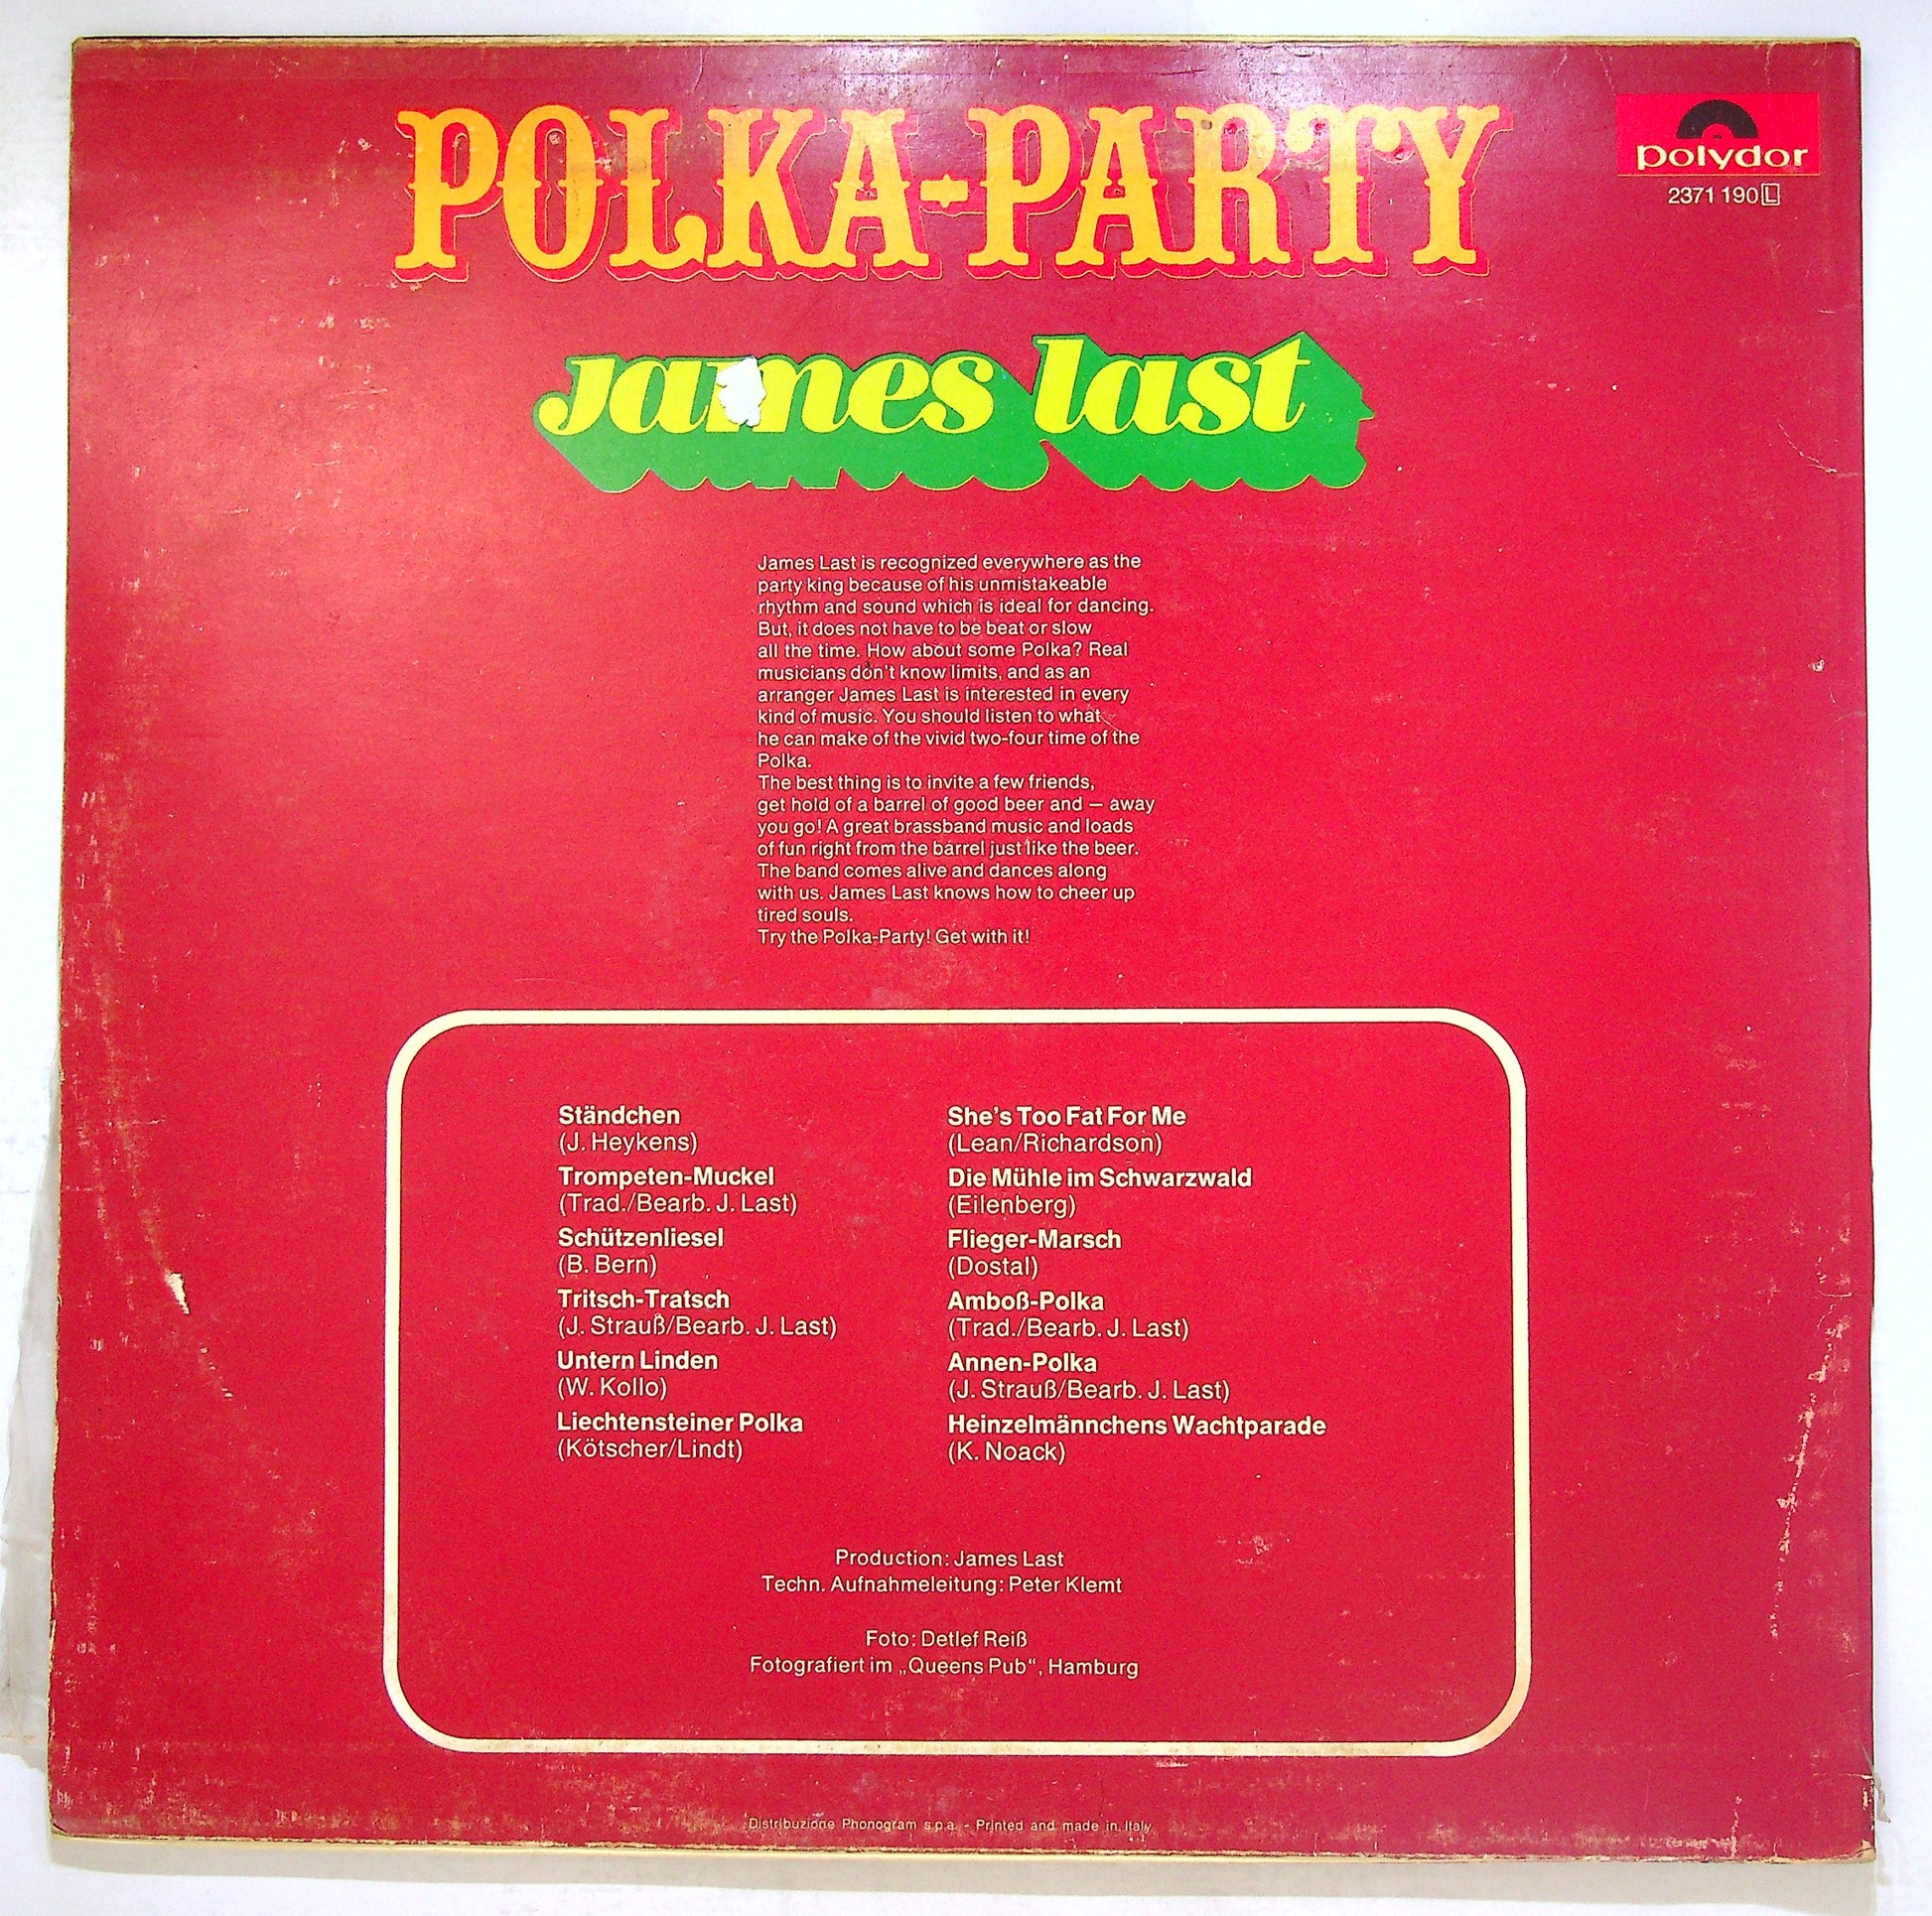 POLKA-PARTY
polydor
2371 190 L
james last
James Last is recognized everywhere as the
party king because of his unmistakeable
rhythm and sound which is ideal for dancing.
But, it does not have to be beat or slow
all the time. How about some Polka? Real
musicians don't know limits, and as an
arranger James Last is interested in every
kind of music. You should listen to what
he can make of the vivid two-four time of the
Polka.
The best thing is to invite a few friends,
get hold of a barrel of good beer and — away
you go! A great brassband music and loads
of fun right from the barrel just like the beer.
The band comes alive and dances along
with us. James Last knows how to cheer up
tired souls.
Try the Polka-Party! Get with it!
Ständchen
(J. Heykens)
Trompeten-Muckel
(Trad./Bearb. J. Last)
Schützenliesel
(B. Bern)
Tritsch-Tratsch
(J. Strauß/Bearb. J. Last)
Untern Linden
(W. Kollo)
Liechtensteiner Polka
(Kötscher/Lindt)
She's Too Fat For Me
(Lean/Richardson)
Die Mühle im Schwarzwald
(Eilenberg)
Flieger-Marsch
(Dostal)
Amboß-Polka
(Trad./Bearb. J. Last)
Annen-Polka
(J. Strauß/Bearb. J. Last)
Heinzelmännchens Wachtparade
(K. Noack)
Production: James Last
Techn. Aufnahmeleitung: Peter Klemt
Foto: Detlef Reiß
Fotografiert im „Queens Pub“, Hamburg
Distribuzione Phonogram s.p.a. - Printed and made in Italy